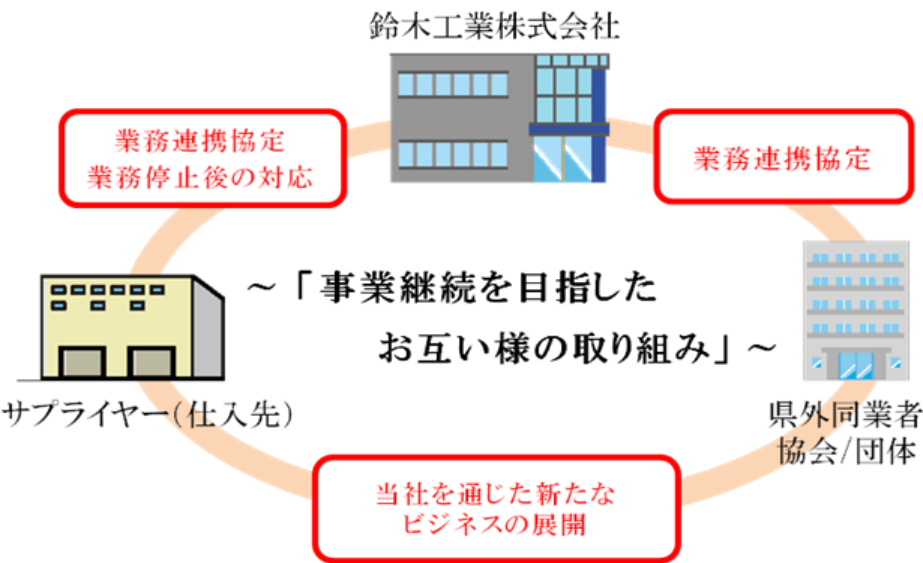 鈴木工業株式会社
業務連携協定
業務停止後の対応
業務連携協定
~「事業継続を目指した
お互い様の取り組み」~
サプライヤー(仕入先)
県外同業者
協会/団体
当社を通じた新たな
ビジネスの展開